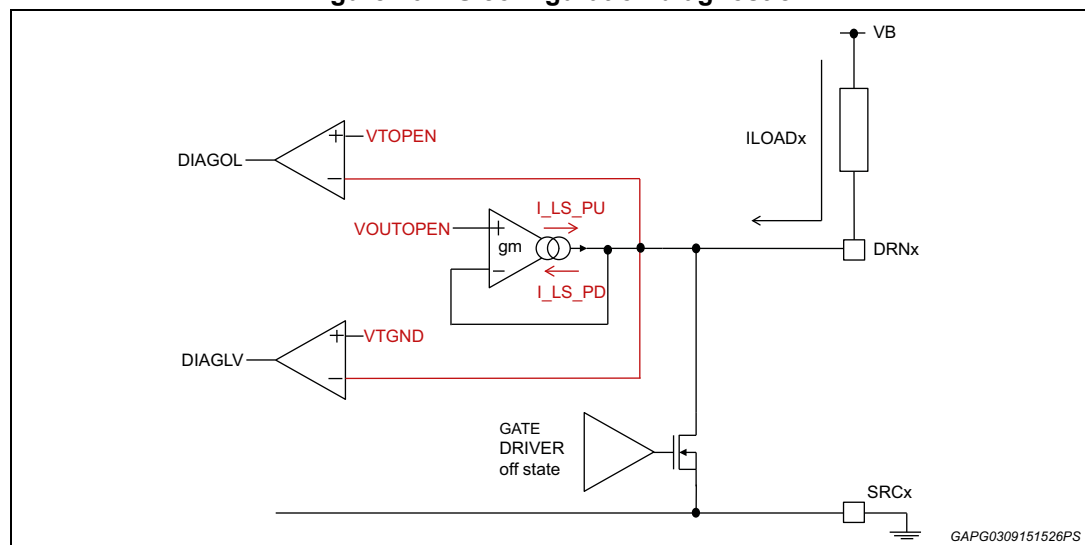 VB
ILOADx
+
VTOPEN
DIAGOL
−
I_LS_PU
VOUTOPEN
+
gm
DRNx
−
I_LS_PD
+
VTGND
DIAGLV
−
GATE
DRIVER
off state
SRCx
GAPG0309151526PS